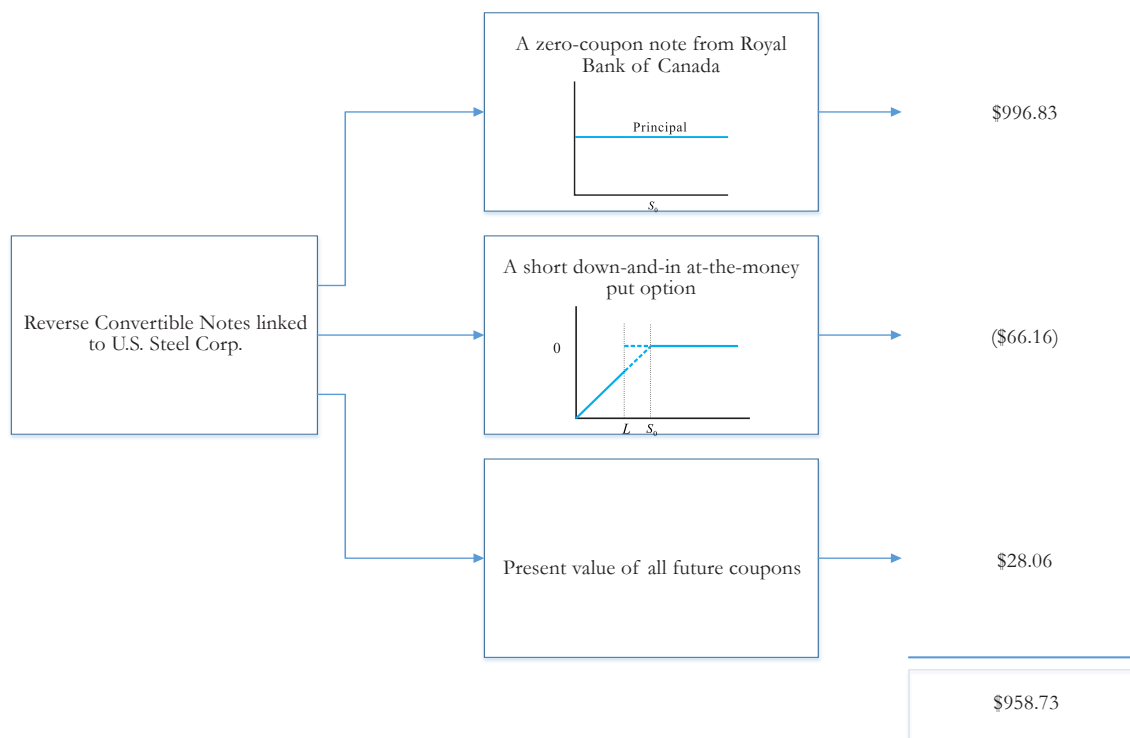 A zero-coupon note from Royal
Bank of Canada
Principal
S₀
$996.83
Reverse Convertible Notes linked
to U.S. Steel Corp.
A short down-and-in at-the-money
put option
0
L S₀
($66.16)
Present value of all future coupons
$28.06
$958.73